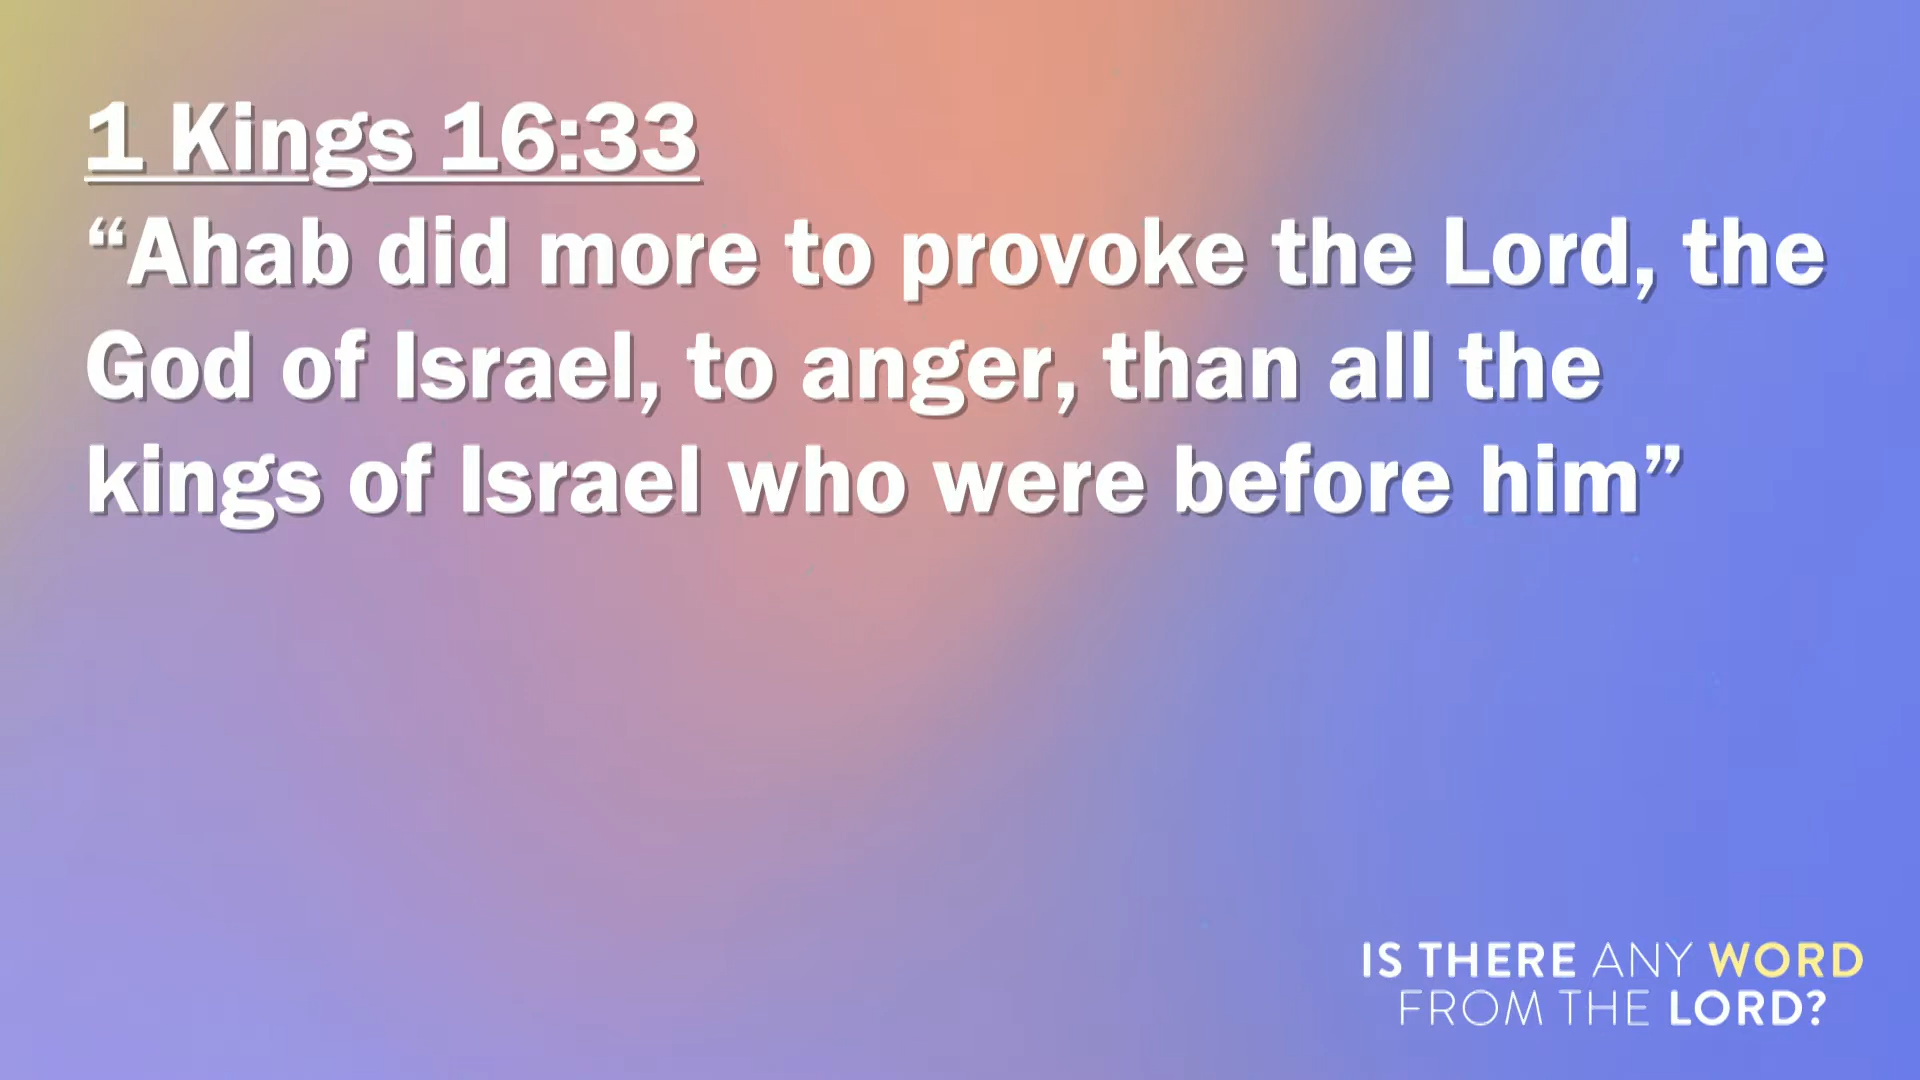 1 Kings 16:33
“Ahab did more to provoke the Lord, the
God of Israel, to anger, than all the
kings of Israel who were before him”
IS THERE ANY WORD
FROM THE LORD?